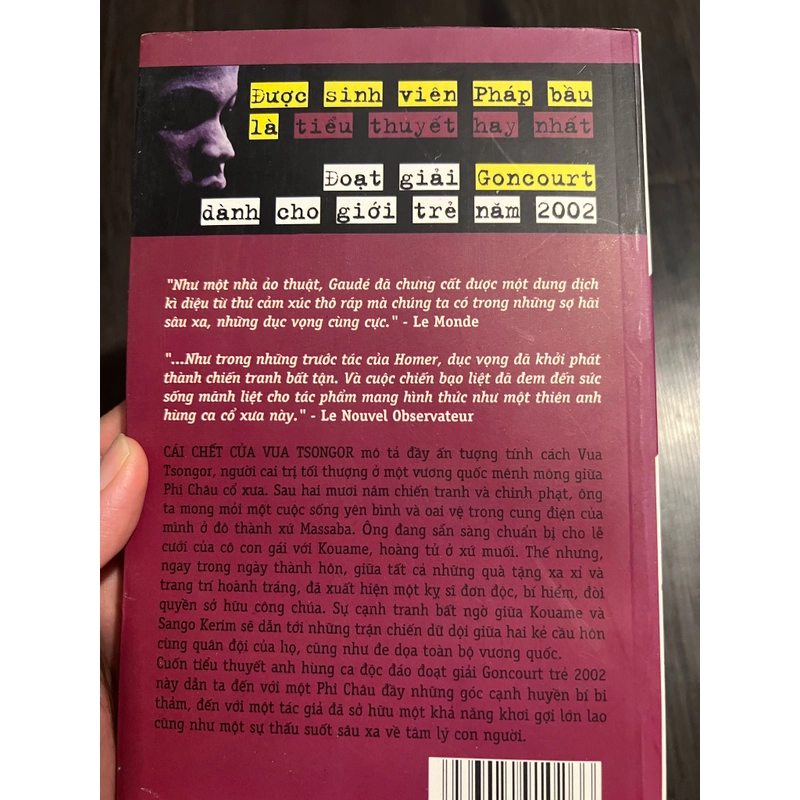 Được sinh viên Pháp bầu
là tiểu thuyết hay nhất
Đoạt giải Goncourt
dành cho giới trẻ năm 2002
"Như một nhà ảo thuật, Gaudé đã chưng cất được một dung dịch
kì diệu từ thứ cảm xúc thô ráp mà chúng ta có trong những sợ hãi
sâu xa, những dục vọng cùng cực." - Le Monde
"...Như trong những trước tác của Homer, dục vọng đã khởi phát
thành chiến tranh bất tận. Và cuộc chiến bạo liệt đã đem đến sức
sống mãnh liệt cho tác phẩm mang hình thức như một thiên anh
hùng ca cổ xưa này." - Le Nouvel Observateur
CÁI CHẾT CỦA VUA TSONGOR mô tả đầy ấn tượng tính cách Vua
Tsongor, người cai trị tối thượng ở một vương quốc mênh mông giữa
Phi Châu cổ xưa. Sau hai mươi năm chiến tranh và chinh phạt, ông
ta mong mỏi một cuộc sống yên bình và oai vệ trong cung điện của
mình ở đô thành xứ Massaba. Ông đang sẵn sàng chuẩn bị cho lễ
cưới của cô con gái với Kouame, hoàng tử ở xứ muối. Thế nhưng,
ngay trong ngày thành hôn, giữa tất cả những quà tặng xa xỉ và
trang trí hoành tráng, đã xuất hiện một kỵ sĩ đơn độc, bí hiểm, đòi
quyền sở hữu công chúa. Sự cạnh tranh bất ngờ giữa Kouame và
Sango Kerim sẽ dẫn tới những trận chiến dữ dội giữa hai kẻ cầu hôn
cùng quân đội của họ, cũng như đe dọa toàn bộ vương quốc.
Cuốn tiểu thuyết anh hùng ca độc đáo đoạt giải Goncourt trẻ 2002
này dẫn ta đến với một Phi Châu đầy những góc cạnh huyền bí bi
thảm, đến với một tác giả đã sở hữu một khả năng khơi gợi lớn lao
cũng như một sự thấu suốt sâu xa về tâm lý con người.